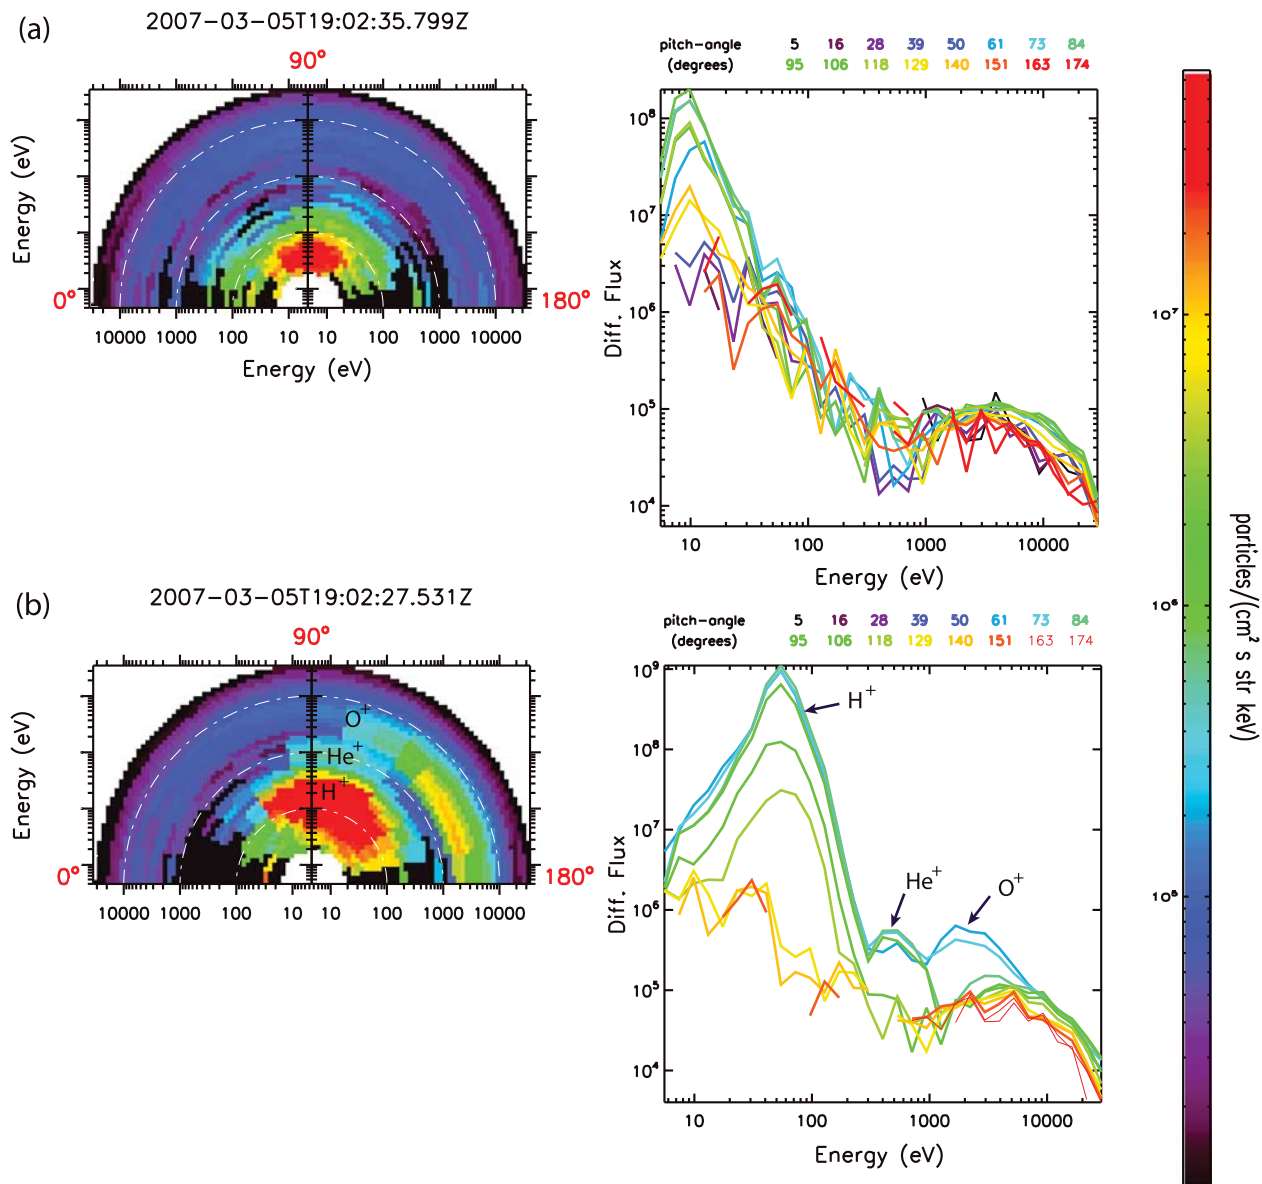 (a)
2007-03-05T19:02:35.799Z
90°
Energy (eV)
0°
180°
10000 1000 100 10 10 100 1000 10000
Energy (eV)
pitch-angle 5 16 28 39 50 61 73 84
(degrees) 95 106 118 129 140 151 163 174
Diff. Flux
10⁸
10⁷
10⁶
10⁵
10⁴
10 100 1000 10000
Energy (eV)
(b)
2007-03-05T19:02:27.531Z
90°
Energy (eV)
O⁺
He⁺
H⁺
0°
180°
10000 1000 100 10 10 100 1000 10000
Energy (eV)
pitch-angle 5 16 28 39 50 61 73 84
(degrees) 95 106 118 129 140 151 163 174
Diff. Flux
10⁹
10⁸
10⁷
10⁶
10⁵
10⁴
H⁺
He⁺
O⁺
10 100 1000 10000
Energy (eV)
10⁷
10⁶
10⁵
particles/(cm² s str keV)